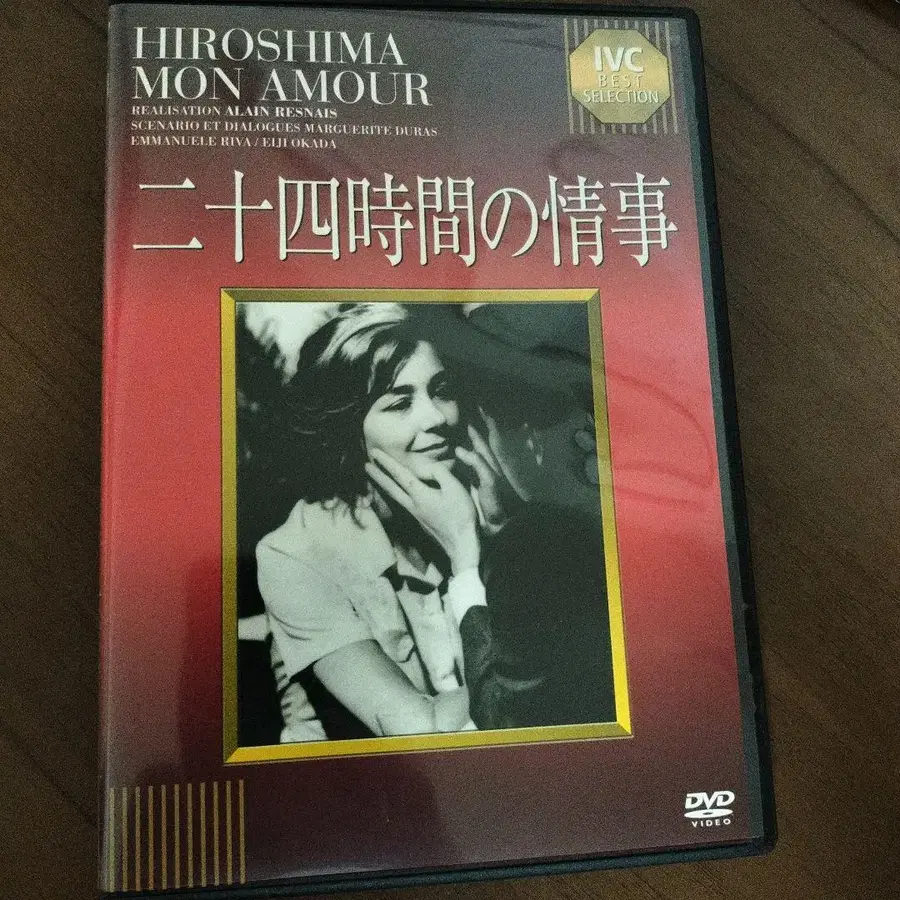 HIROSHIMA
MON AMOUR
REALISATION ALAIN RESNAIS
SCENARIO ET DIALOGUES MARGUERITE DURAS
EMMANUELE RIVA / EIJI OKADA
IVC
BEST
SELECTION
二十四時間の情事
DVD
VIDEO